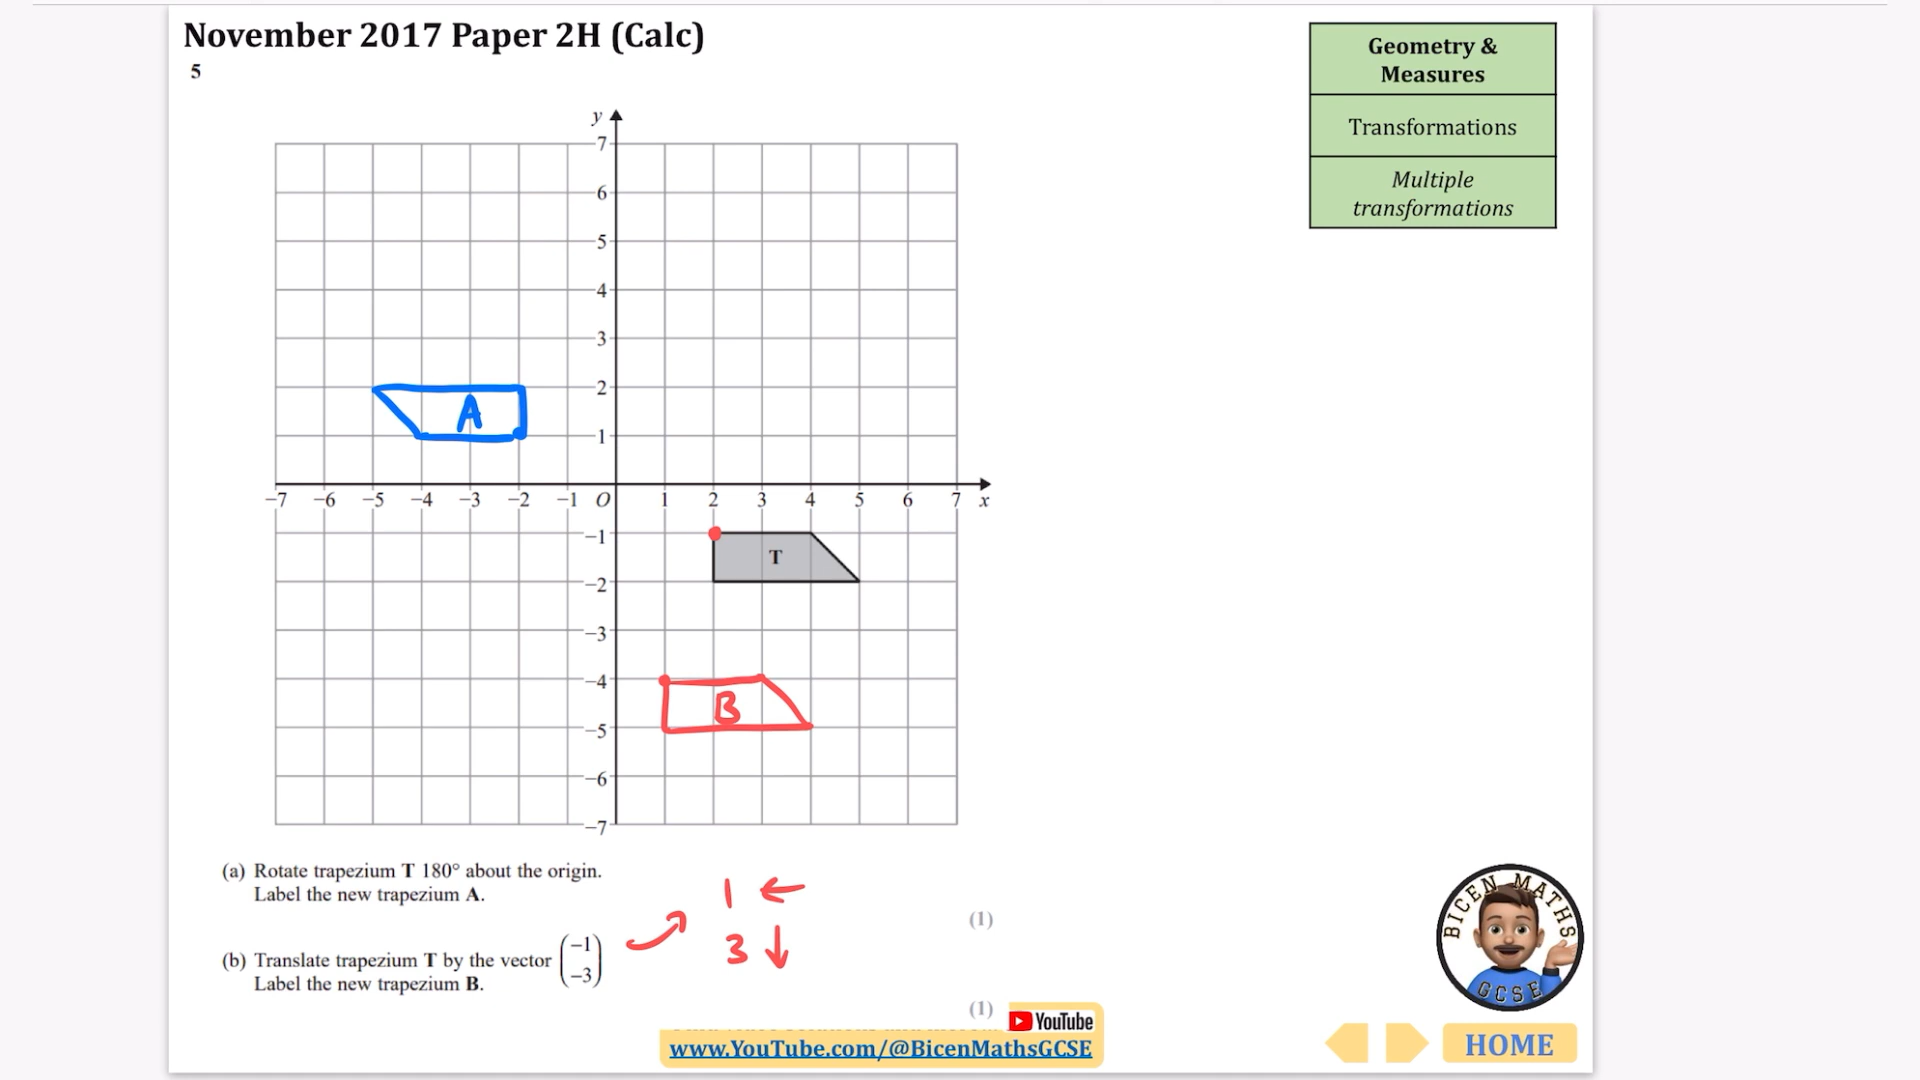 November 2017 Paper 2H (Calc)
5
Geometry &
Measures
Transformations
Multiple
transformations
y
7
6
5
4
3
2
1
A
−7 −6 −5 −4 −3 −2 −1 O 1 2 3 4 5 6 7 x
−1
T
−2
−3
−4
B
−5
−6
−7
(a) Rotate trapezium T 180° about the origin.
Label the new trapezium A.
1 ←
(1)
(b) Translate trapezium T by the vector (−1
−3)
3 ↓
Label the new trapezium B.
(1)
YouTube
www.YouTube.com/@BicenMathsGCSE
BICEN MATHS
GCSE
HOME